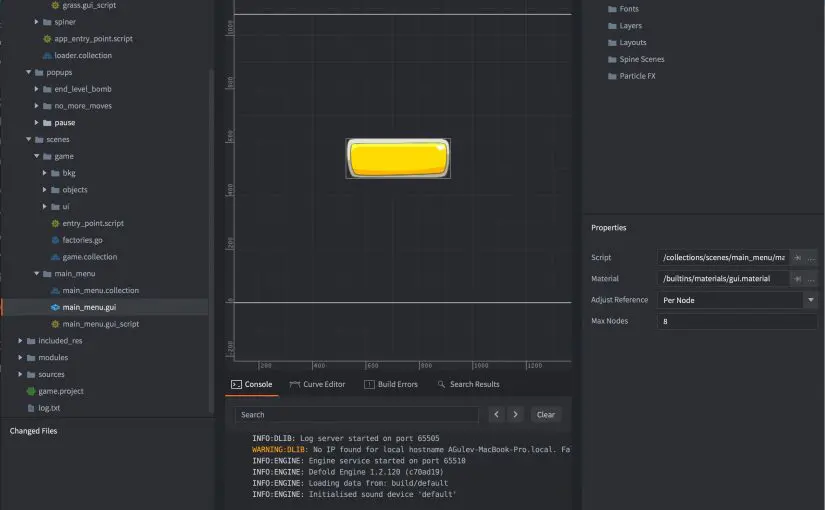 grass.gui_script
spiner
app_entry_point.script
loader.collection
popups
end_level_bomb
no_more_moves
pause
scenes
game
bkg
objects
ui
entry_point.script
factories.go
game.collection
main_menu
main_menu.collection
main_menu.gui
main_menu.gui_script
included_res
modules
sources
game.project
log.txt
Changed Files
1000
800
600
400
200
0
-200
200
400
600
800
1000
1200
Console
Curve Editor
Build Errors
Search Results
Search
Clear
INFO:DLIB: Log server started on port 65505
WARNING:DLIB: No IP found for local hostname AGulev-MacBook-Pro.local. Fa
INFO:ENGINE: Engine service started on port 65510
INFO:ENGINE: Defold Engine 1.2.120 (c70ad19)
INFO:ENGINE: Loading data from: build/default
INFO:ENGINE: Initialised sound device 'default'
Fonts
Layers
Layouts
Spine Scenes
Particle FX
Properties
Script /collections/scenes/main_menu/ma ...
Material /builtins/materials/gui.material ...
Adjust Reference Per Node
Max Nodes 8